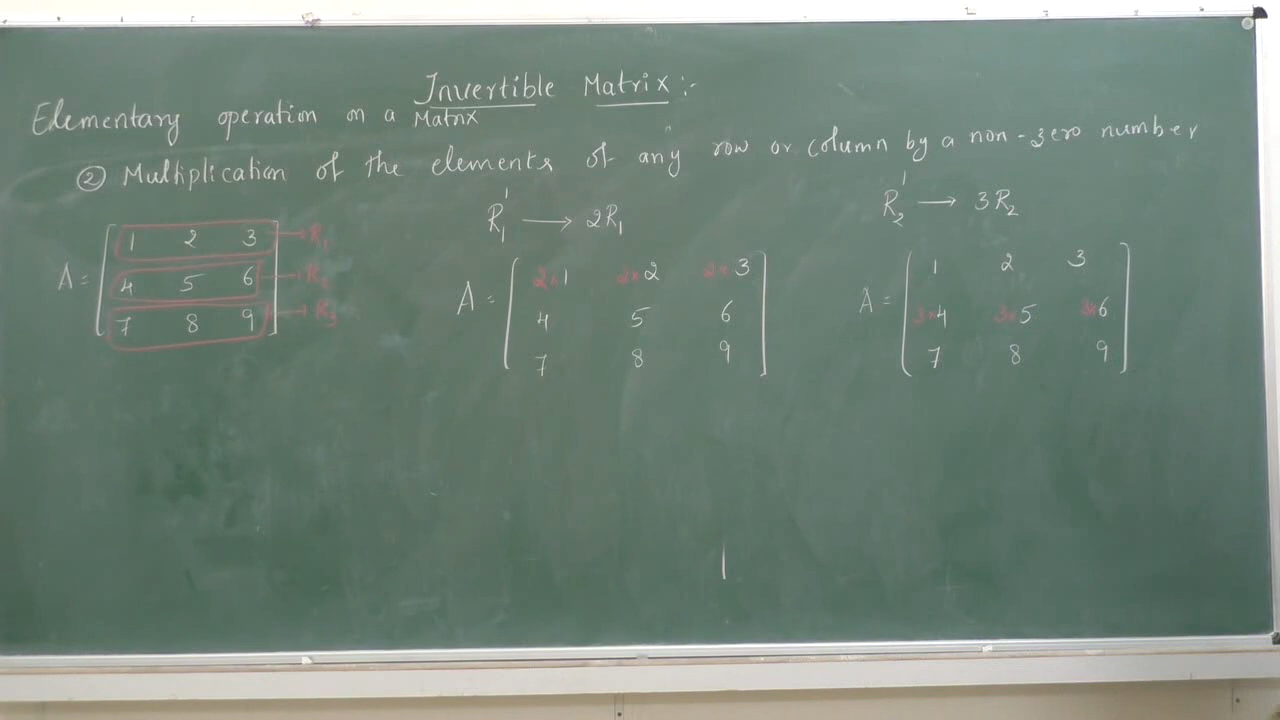 Invertible Matrix :-
Elementary operation on a Matrix
② Multiplication of the elements of any row or column by a non-zero number
A = [ 1 2 3 ] → R₁
[ 4 5 6 ] → R₂
[ 7 8 9 ] → R₃
R₁' → 2R₁
A = [ 2×1 2×2 2×3 ]
[ 4 5 6 ]
[ 7 8 9 ]
R₂' → 3R₂
A = [ 1 2 3 ]
[ 3×4 3×5 3×6 ]
[ 7 8 9 ]